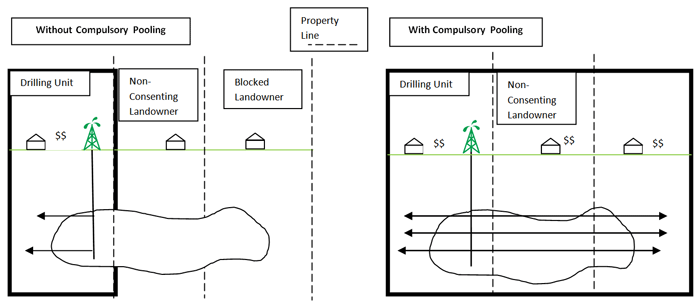 Without Compulsory Pooling
Property
Line
With Compulsory Pooling
Drilling Unit
Non-
Consenting
Landowner
Blocked
Landowner
$$
Drilling Unit
Non-
Consenting
Landowner
$$
$$
$$